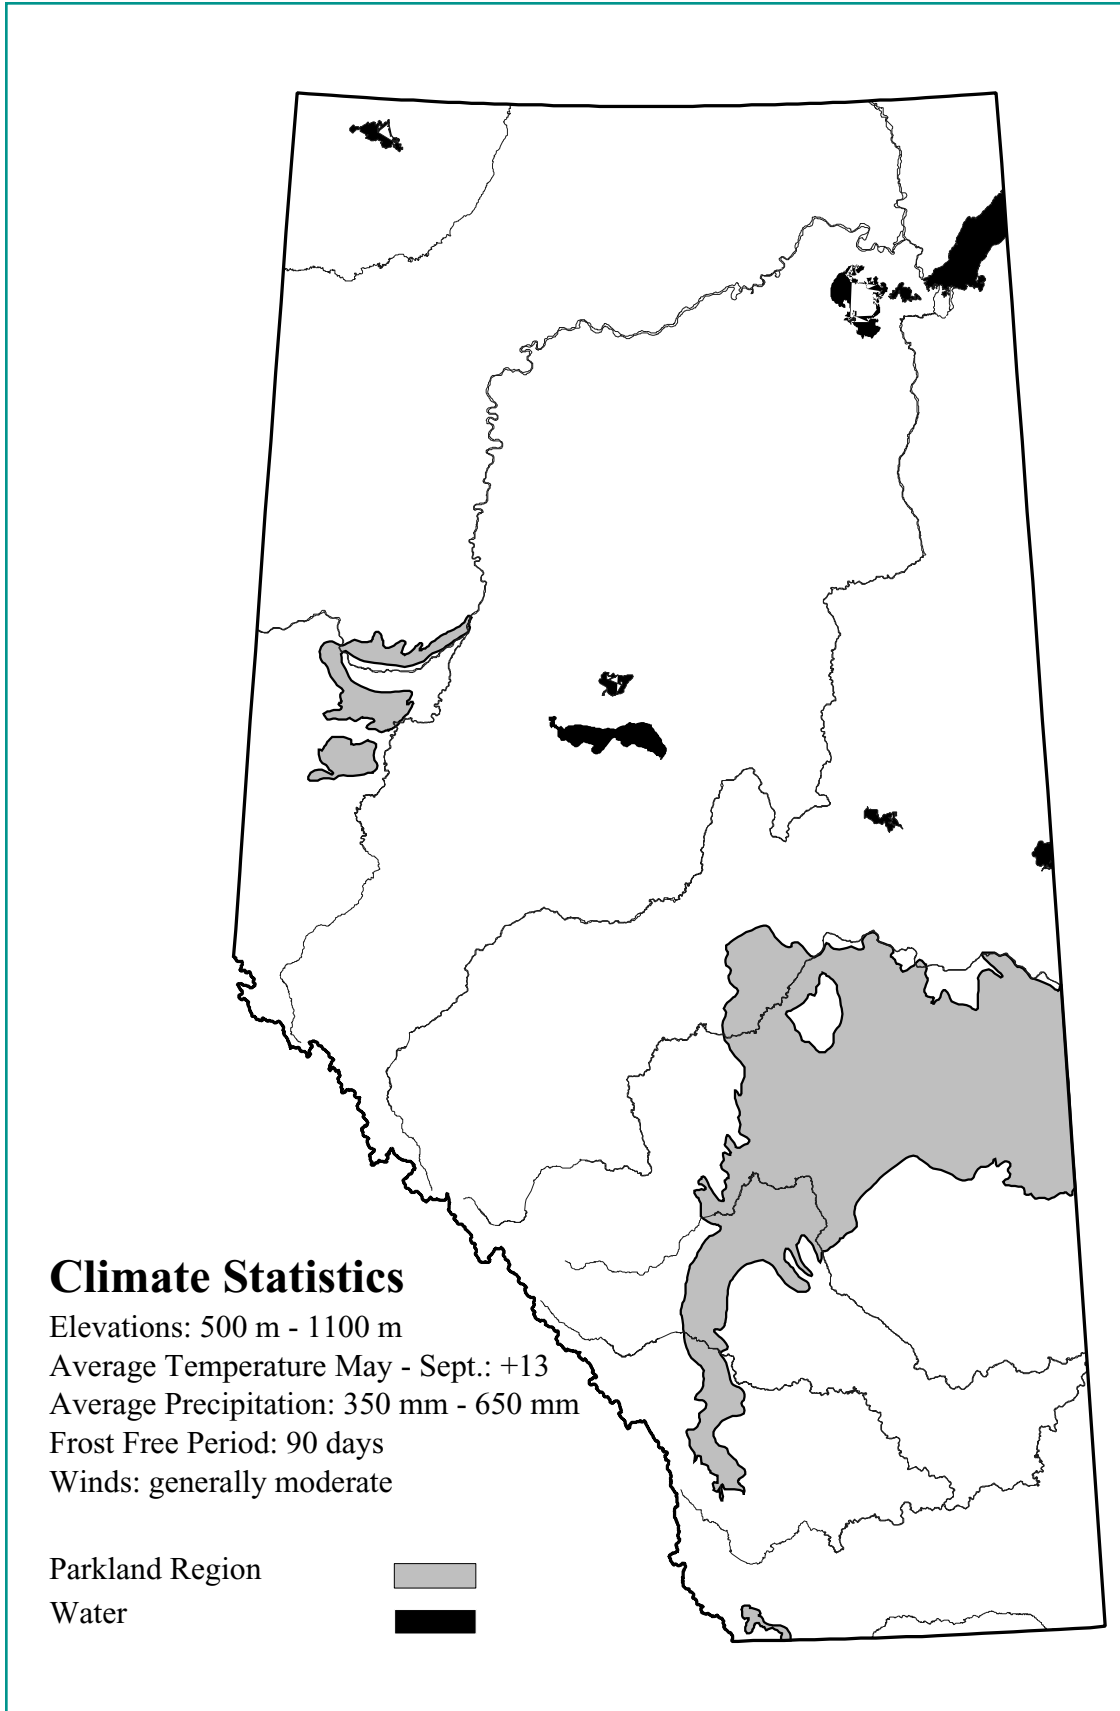 Climate Statistics
Elevations: 500 m - 1100 m
Average Temperature May - Sept.: +13
Average Precipitation: 350 mm - 650 mm
Frost Free Period: 90 days
Winds: generally moderate
Parkland Region
Water